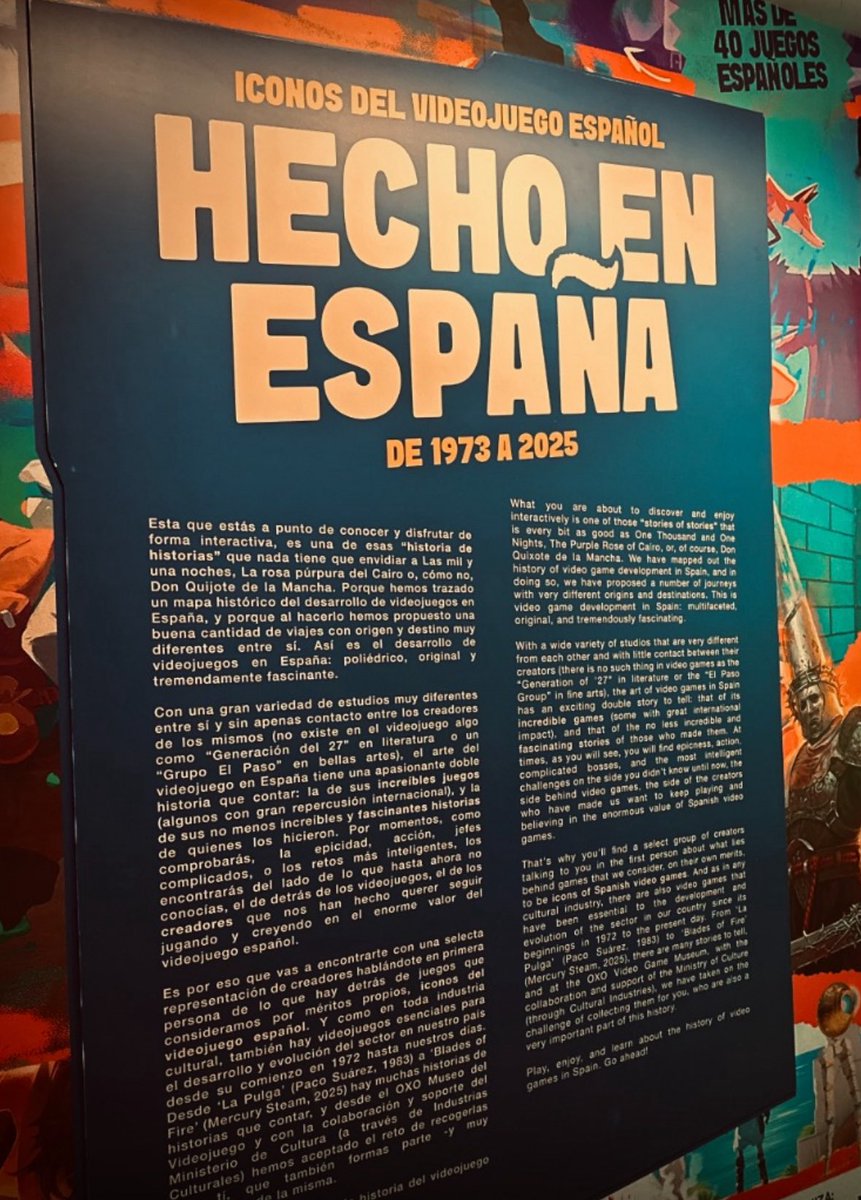 MÁS DE
40 JUEGOS
ESPAÑOLES
ICONOS DEL VIDEOJUEGO ESPAÑOL
HECHO EN
ESPAÑA
DE 1973 A 2025
Esta que estás a punto de conocer y disfrutar de
forma interactiva, es una de esas “historia de
historias” que nada tiene que envidiar a Las mil y
una noches, La rosa púrpura del Cairo o, cómo no,
Don Quijote de la Mancha. Porque hemos trazado
un mapa histórico del desarrollo de videojuegos en
España, y porque al hacerlo hemos propuesto una
buena cantidad de viajes con origen y destino muy
diferentes entre sí. Así es el desarrollo de
videojuegos en España: poliédrico, original y
tremendamente fascinante.
Con una gran variedad de estudios muy diferentes
entre sí y sin apenas contacto entre los creadores
de los mismos (no existe en el videojuego algo
como “Generación del 27” en literatura o un
“Grupo El Paso” en bellas artes), el arte del
videojuego en España tiene una apasionante doble
historia que contar: la de sus increíbles juegos
(algunos con gran repercusión internacional), y la
de sus no menos increíbles y fascinantes historias
de quienes los hicieron. Por momentos, como
comprobarás, la epicidad, acción, jefes
complicados, o los retos más inteligentes, los
encontrarás del lado de lo que hasta ahora no
conocías, el de detrás de los videojuegos, el de los
creadores que nos han hecho querer seguir
jugando y creyendo en el enorme valor del
videojuego español.
Es por eso que vas a encontrarte con una selecta
representación de creadores hablándote en primera
persona de lo que hay detrás de juegos que
consideramos por méritos propios, iconos del
videojuego español. Y como en toda industria
cultural, también hay videojuegos esenciales para
el desarrollo y evolución del sector en nuestro país
desde su comienzo en 1972 hasta nuestros días.
Desde ‘La Pulga’ (Paco Suárez, 1983) a ‘Blades of
Fire’ (Mercury Steam, 2025) hay muchas historias de
historias que contar, y desde el OXO Museo del
Videojuego y con la colaboración y soporte del
Ministerio de Cultura (a través de Industrias
Culturales) hemos aceptado el reto de recogerlas
ti, que también formas parte -y muy
de la misma.
historia del videojuego
What you are about to discover and enjoy
interactively is one of those “stories of stories” that
is every bit as good as One Thousand and One
Nights, The Purple Rose of Cairo, or, of course, Don
Quixote de la Mancha. We have mapped out the
history of video game development in Spain, and in
doing so, we have proposed a number of journeys
with very different origins and destinations. This is
video game development in Spain: multifaceted,
original, and tremendously fascinating.
With a wide variety of studios that are very different
from each other and with little contact between their
creators (there is no such thing in video games as the
“Generation of '27” in literature or the “El Paso
Group” in fine arts), the art of video games in Spain
has an exciting double story to tell: that of its
incredible games (some with great international
impact), and that of the no less incredible and
fascinating stories of those who made them. At
times, as you will see, you will find epicness, action,
complicated bosses, and the most intelligent
challenges on the side you didn't know until now, the
side behind video games, the side of the creators
who have made us want to keep playing and
believing in the enormous value of Spanish video
games.
That's why you'll find a select group of creators
talking to you in the first person about what lies
behind games that we consider, on their own merits,
to be icons of Spanish video games. And as in any
cultural industry, there are also video games that
have been essential to the development and
evolution of the sector in our country since its
beginnings in 1972 to the present day. From ‘La
Pulga’ (Paco Suárez, 1983) to ‘Blades of Fire’
(Mercury Steam, 2025), there are many stories to tell,
and at the OXO Video Game Museum, with the
collaboration and support of the Ministry of Culture
(through Cultural Industries), we have taken on the
challenge of collecting them for you, who are also a
very important part of this history.
Play, enjoy, and learn about the history of video
games in Spain. Go ahead!